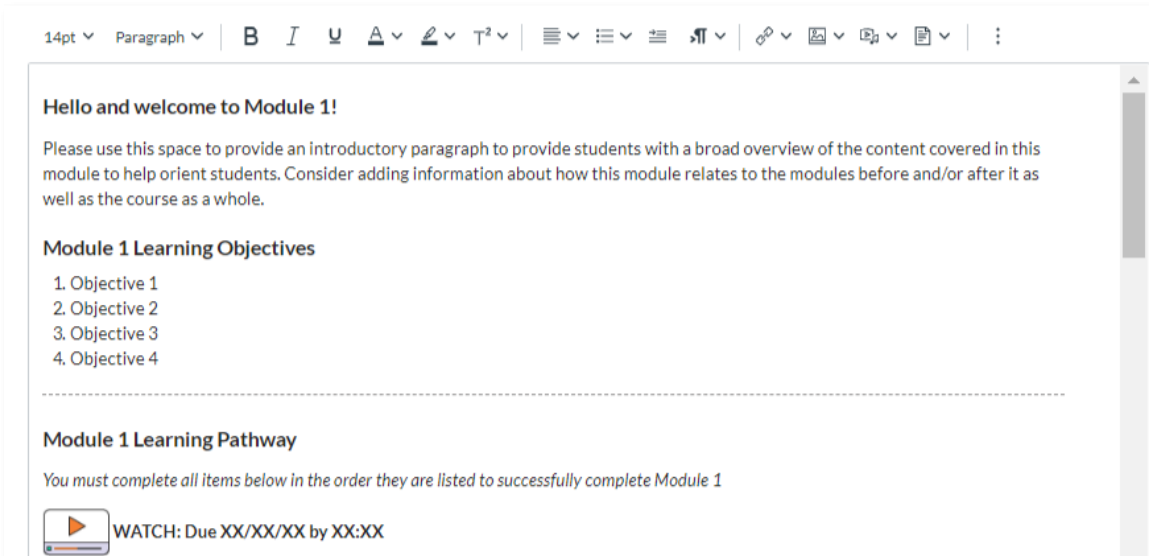 14pt Paragraph B I U A T²
Hello and welcome to Module 1!
Please use this space to provide an introductory paragraph to provide students with a broad overview of the content covered in this
module to help orient students. Consider adding information about how this module relates to the modules before and/or after it as
well as the course as a whole.
Module 1 Learning Objectives
1. Objective 1
2. Objective 2
3. Objective 3
4. Objective 4
Module 1 Learning Pathway
You must complete all items below in the order they are listed to successfully complete Module 1
WATCH: Due XX/XX/XX by XX:XX